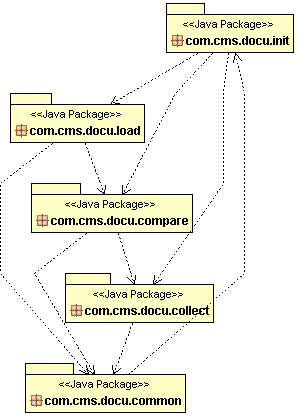 <<Java Package>>
com.cms.docu.init
<<Java Package>>
com.cms.docu.load
<<Java Package>>
com.cms.docu.compare
<<Java Package>>
com.cms.docu.collect
<<Java Package>>
com.cms.docu.common